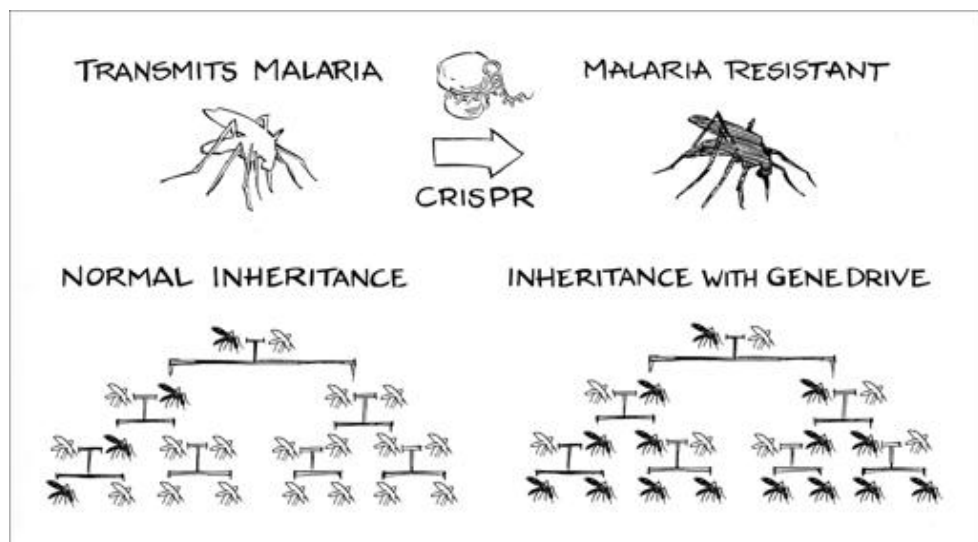 TRANSMITS MALARIA
MALARIA RESISTANT
CRISPR
NORMAL INHERITANCE
INHERITANCE WITH GENE DRIVE